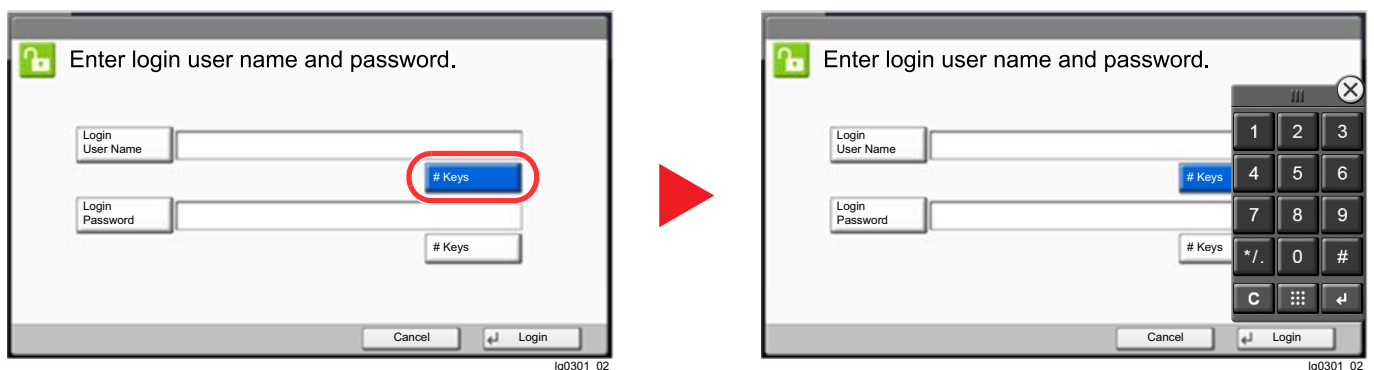 Enter login user name and password.
Login
User Name
# Keys
Login
Password
# Keys
Cancel
Login
lg0301_02
Enter login user name and password.
Login
User Name
# Keys
Login
Password
# Keys
1 2 3
4 5 6
7 8 9
*/. 0 #
C
Cancel
Login
lg0301_02